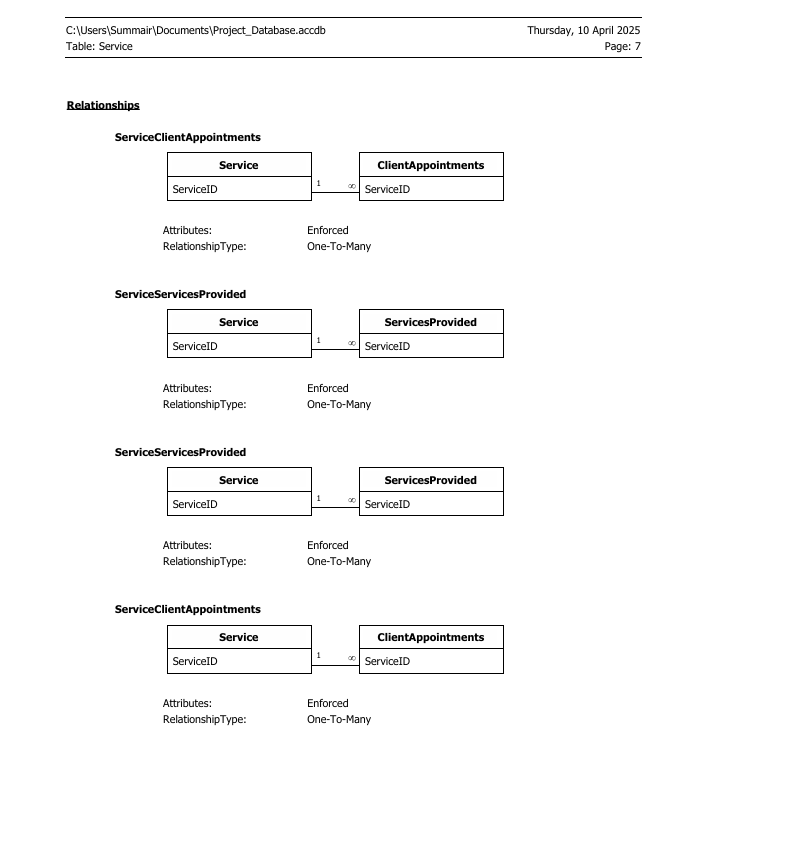 C:\Users\Summair\Documents\Project_Database.accdb Thursday, 10 April 2025
Table: Service Page: 7
Relationships
ServiceClientAppointments
Service ClientAppointments
1 ∞
ServiceID ServiceID
Attributes: Enforced
RelationshipType: One-To-Many
ServiceServicesProvided
Service ServicesProvided
1 ∞
ServiceID ServiceID
Attributes: Enforced
RelationshipType: One-To-Many
ServiceServicesProvided
Service ServicesProvided
1 ∞
ServiceID ServiceID
Attributes: Enforced
RelationshipType: One-To-Many
ServiceClientAppointments
Service ClientAppointments
1 ∞
ServiceID ServiceID
Attributes: Enforced
RelationshipType: One-To-Many